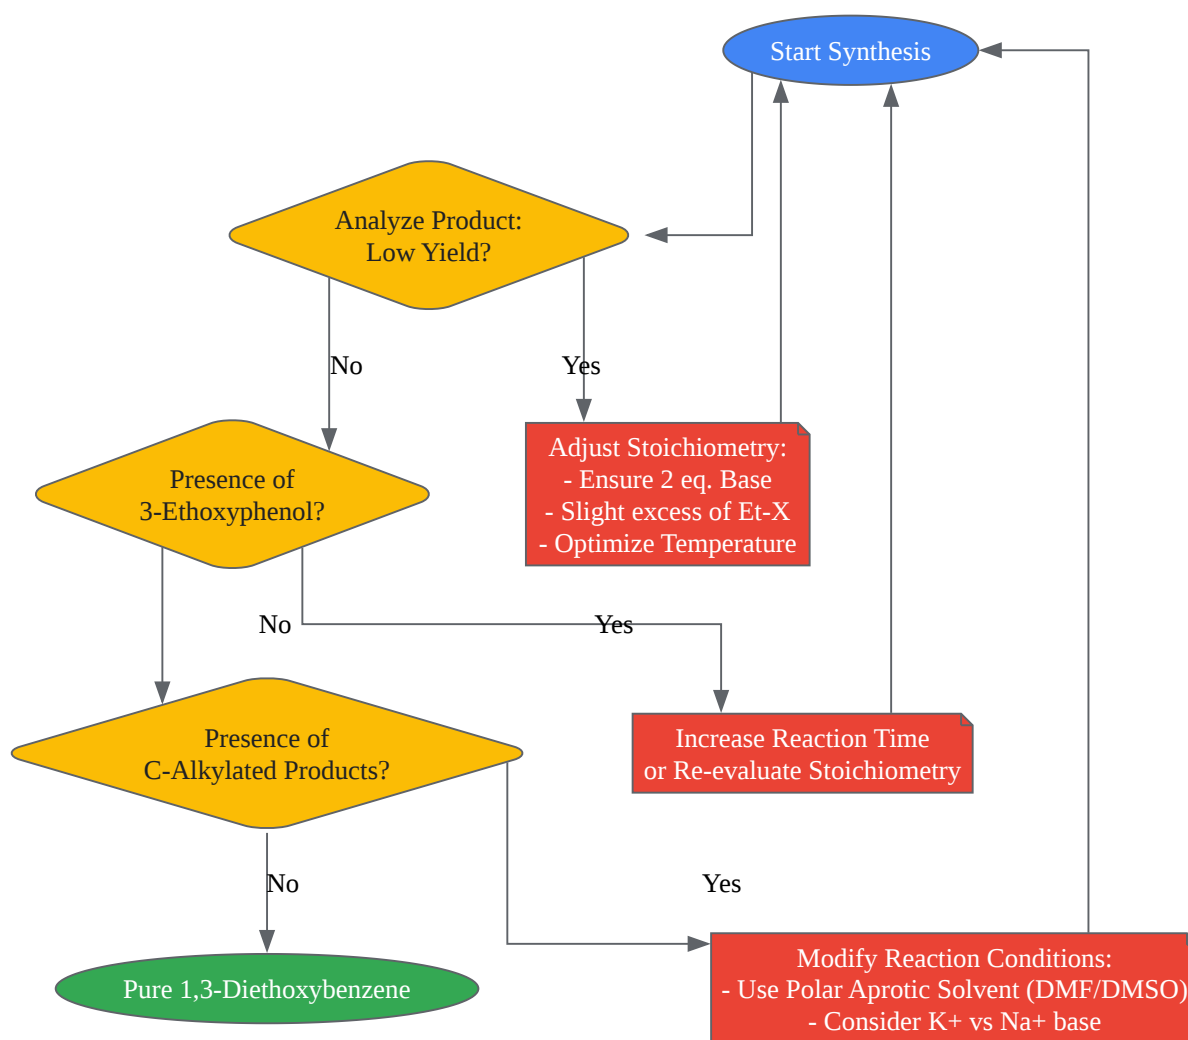 Start Synthesis
Analyze Product:
Low Yield?
No
Yes
Adjust Stoichiometry:
- Ensure 2 eq. Base
- Slight excess of Et-X
- Optimize Temperature
Presence of
3-Ethoxyphenol?
No
Yes
Increase Reaction Time
or Re-evaluate Stoichiometry
Presence of
C-Alkylated Products?
No
Yes
Pure 1,3-Diethoxybenzene
Modify Reaction Conditions:
- Use Polar Aprotic Solvent (DMF/DMSO)
- Consider K+ vs Na+ base